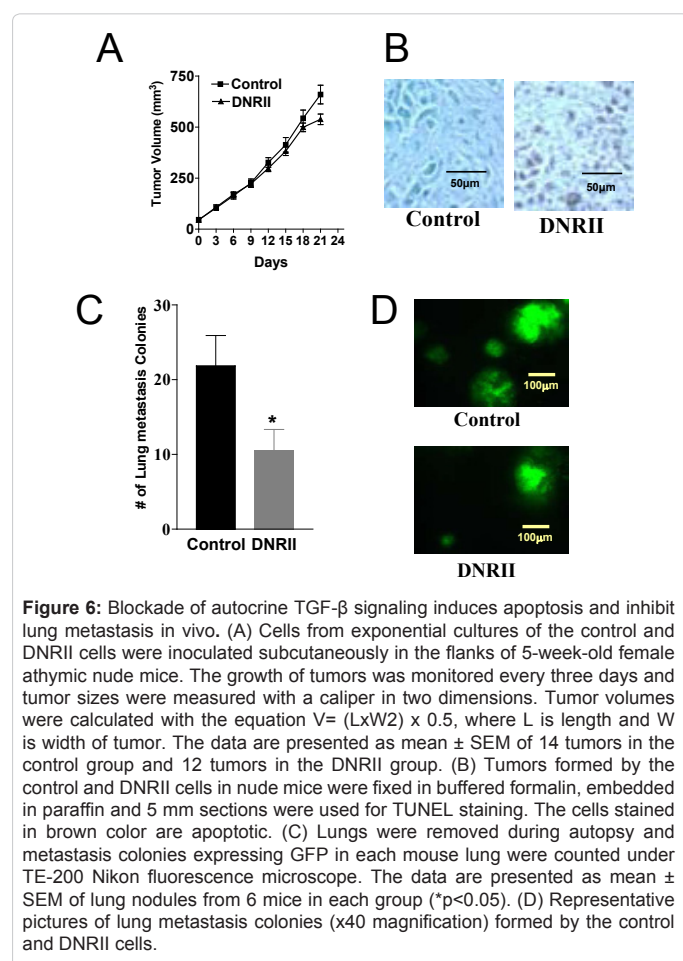 A
B
Control
DNRII
Tumor Volume (mm3)
750
500
250
0
0 3 6 9 12 15 18 21 24
Days
50µm
50µm
Control
DNRII
C
D
# of Lung metastasis Colonies
30
20
10
0
*
Control DNRII
100µm
Control
100µm
DNRII
Figure 6: Blockade of autocrine TGF-β signaling induces apoptosis and inhibit
lung metastasis in vivo. (A) Cells from exponential cultures of the control and
DNRII cells were inoculated subcutaneously in the flanks of 5-week-old female
athymic nude mice. The growth of tumors was monitored every three days and
tumor sizes were measured with a caliper in two dimensions. Tumor volumes
were calculated with the equation V= (LxW2) x 0.5, where L is length and W
is width of tumor. The data are presented as mean ± SEM of 14 tumors in the
control group and 12 tumors in the DNRII group. (B) Tumors formed by the
control and DNRII cells in nude mice were fixed in buffered formalin, embedded
in paraffin and 5 mm sections were used for TUNEL staining. The cells stained
in brown color are apoptotic. (C) Lungs were removed during autopsy and
metastasis colonies expressing GFP in each mouse lung were counted under
TE-200 Nikon fluorescence microscope. The data are presented as mean ±
SEM of lung nodules from 6 mice in each group (*p<0.05). (D) Representative
pictures of lung metastasis colonies (x40 magnification) formed by the control
and DNRII cells.